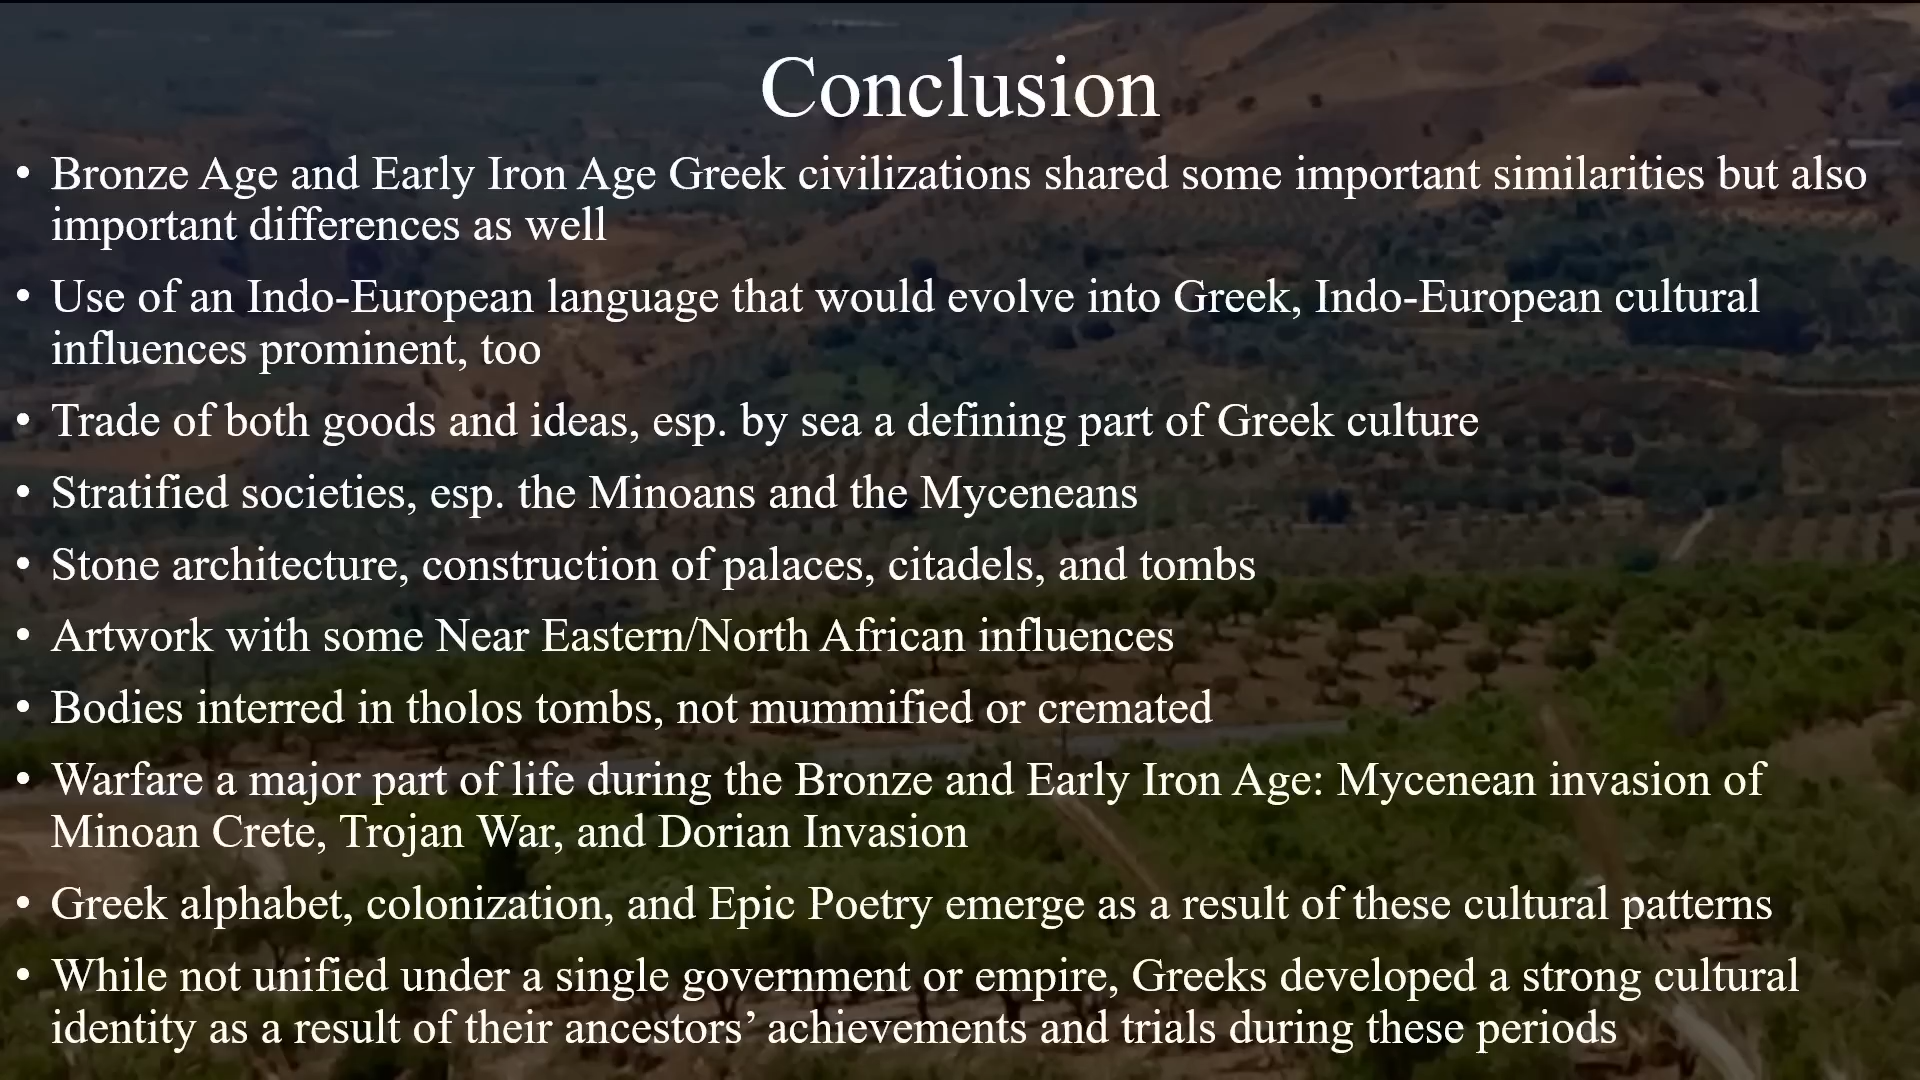 Conclusion
• Bronze Age and Early Iron Age Greek civilizations shared some important similarities but also
important differences as well
• Use of an Indo-European language that would evolve into Greek, Indo-European cultural
influences prominent, too
• Trade of both goods and ideas, esp. by sea a defining part of Greek culture
• Stratified societies, esp. the Minoans and the Myceneans
• Stone architecture, construction of palaces, citadels, and tombs
• Artwork with some Near Eastern/North African influences
• Bodies interred in tholos tombs, not mummified or cremated
• Warfare a major part of life during the Bronze and Early Iron Age: Mycenean invasion of
Minoan Crete, Trojan War, and Dorian Invasion
• Greek alphabet, colonization, and Epic Poetry emerge as a result of these cultural patterns
• While not unified under a single government or empire, Greeks developed a strong cultural
identity as a result of their ancestors’ achievements and trials during these periods